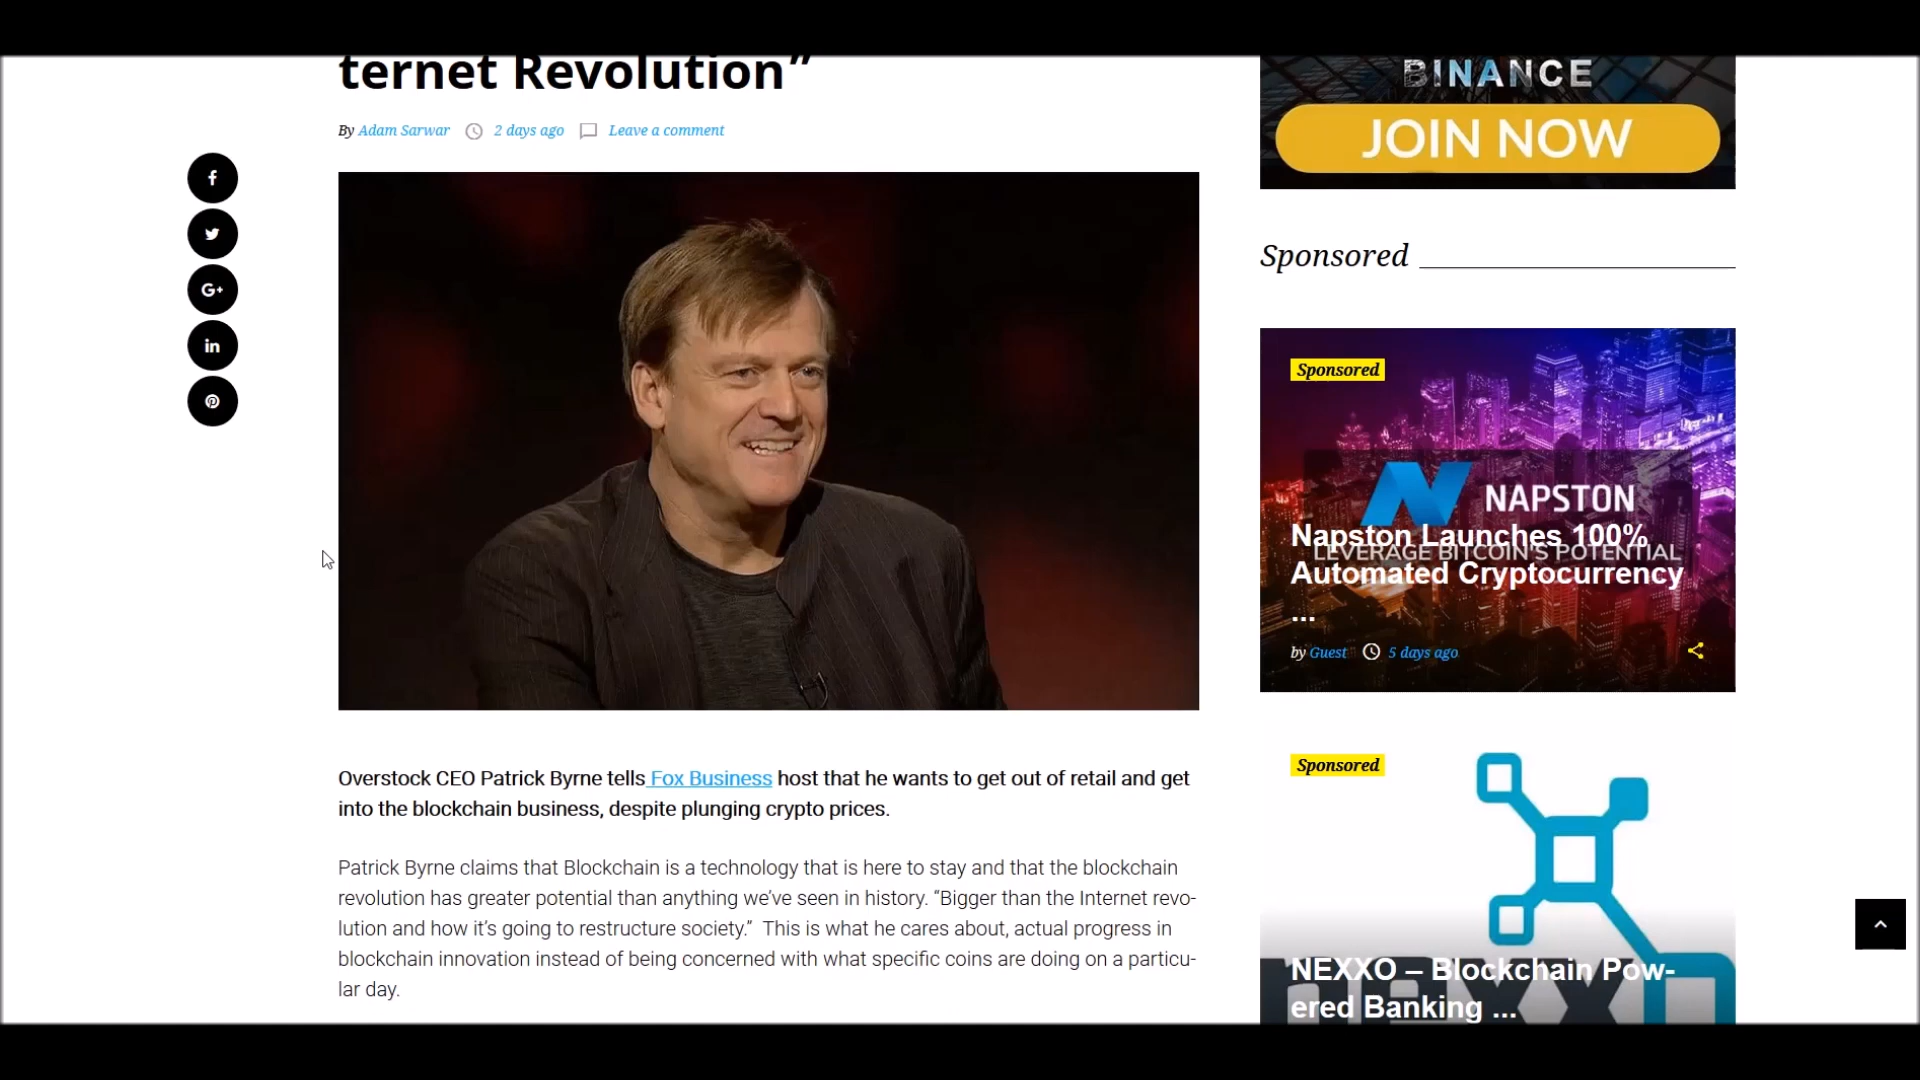 ternet Revolution”
By Adam Sarwar 2 days ago Leave a comment
Overstock CEO Patrick Byrne tells Fox Business host that he wants to get out of retail and get
into the blockchain business, despite plunging crypto prices.
Patrick Byrne claims that Blockchain is a technology that is here to stay and that the blockchain
revolution has greater potential than anything we’ve seen in history. “Bigger than the Internet revo-
lution and how it’s going to restructure society.” This is what he cares about, actual progress in
blockchain innovation instead of being concerned with what specific coins are doing on a particu-
lar day.
BINANCE
JOIN NOW
Sponsored
Sponsored
NAPSTON
Napston Launches 100%
LEVERAGE BITCOIN'S POTENTIAL
Automated Cryptocurrency
...
by Guest 5 days ago
Sponsored
NEXXO – Blockchain Pow-
ered Banking ...
nexxo